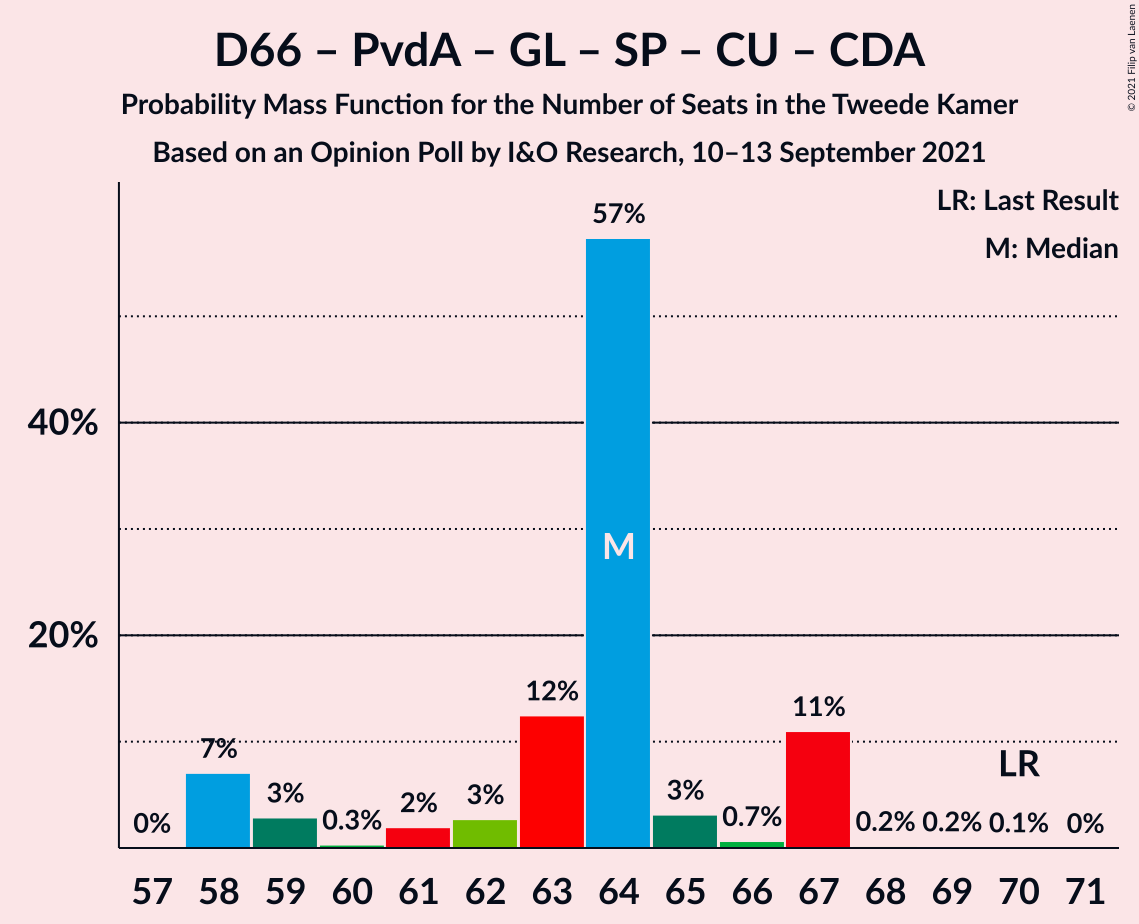 D66 – PvdA – GL – SP – CU – CDA
Probability Mass Function for the Number of Seats in the Tweede Kamer
Based on an Opinion Poll by I&O Research, 10–13 September 2021
© 2021 Filip van Laenen
LR: Last Result
M: Median
57%
40%
M
20%
12%
11%
7%
LR
3%
3%
2%
3%
0.3%
0.7%
0%
0.2%
0.2%
0.1%
0%
57 58 59 60 61 62 63 64 65 66 67 68 69 70 71